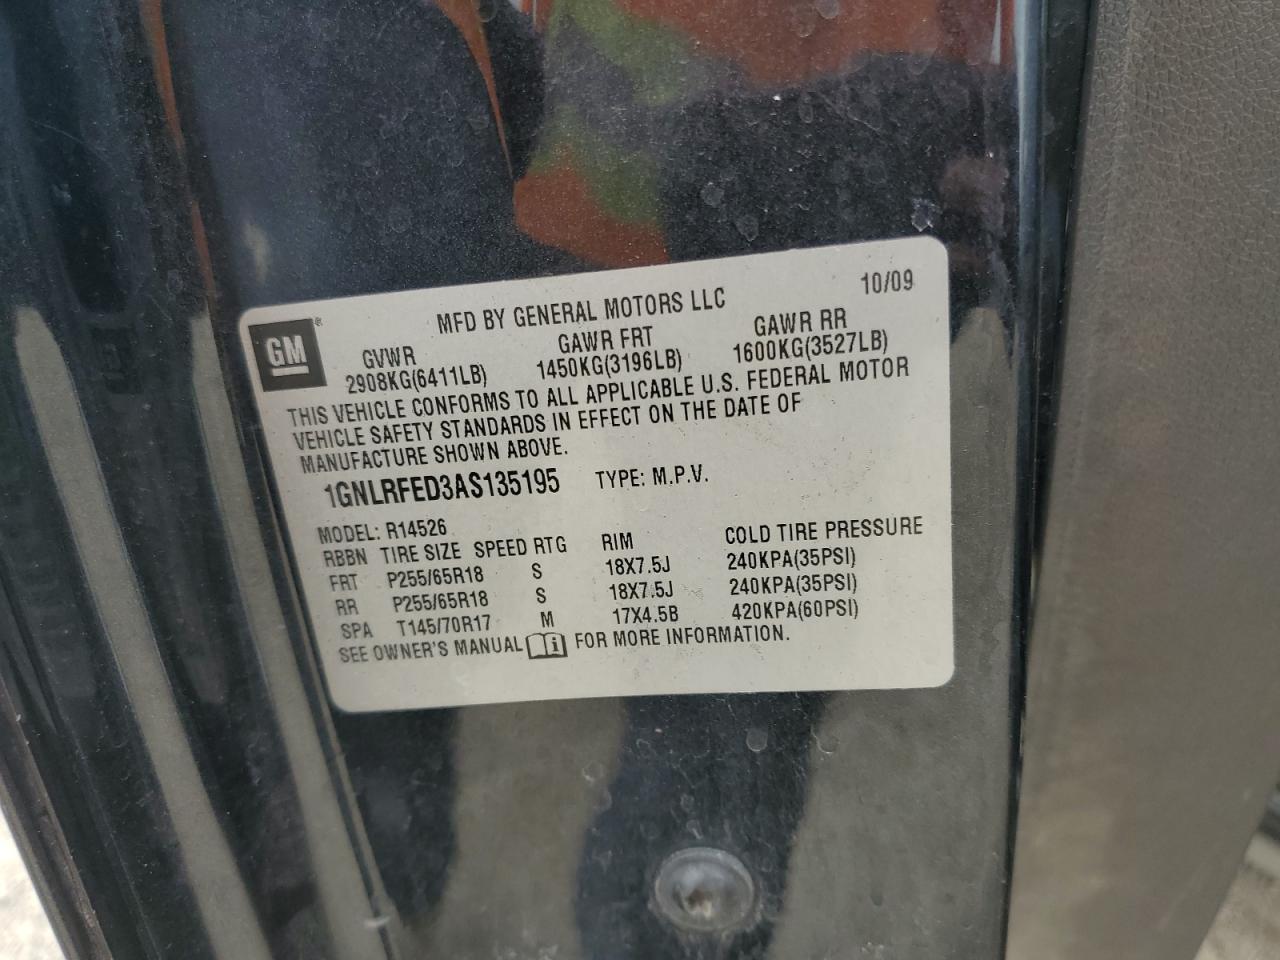 10/09
MFD BY GENERAL MOTORS LLC
GM®
GVWR GAWR FRT GAWR RR
2908KG(6411LB) 1450KG(3196LB) 1600KG(3527LB)
THIS VEHICLE CONFORMS TO ALL APPLICABLE U.S. FEDERAL MOTOR
VEHICLE SAFETY STANDARDS IN EFFECT ON THE DATE OF
MANUFACTURE SHOWN ABOVE.
1GNLRFED3AS135195 TYPE: M.P.V.
MODEL: R14526
RBBN TIRE SIZE SPEED RTG RIM COLD TIRE PRESSURE
FRT P255/65R18 S 18X7.5J 240KPA(35PSI)
RR P255/65R18 S 18X7.5J 240KPA(35PSI)
SPA T145/70R17 M 17X4.5B 420KPA(60PSI)
SEE OWNER'S MANUAL i FOR MORE INFORMATION.